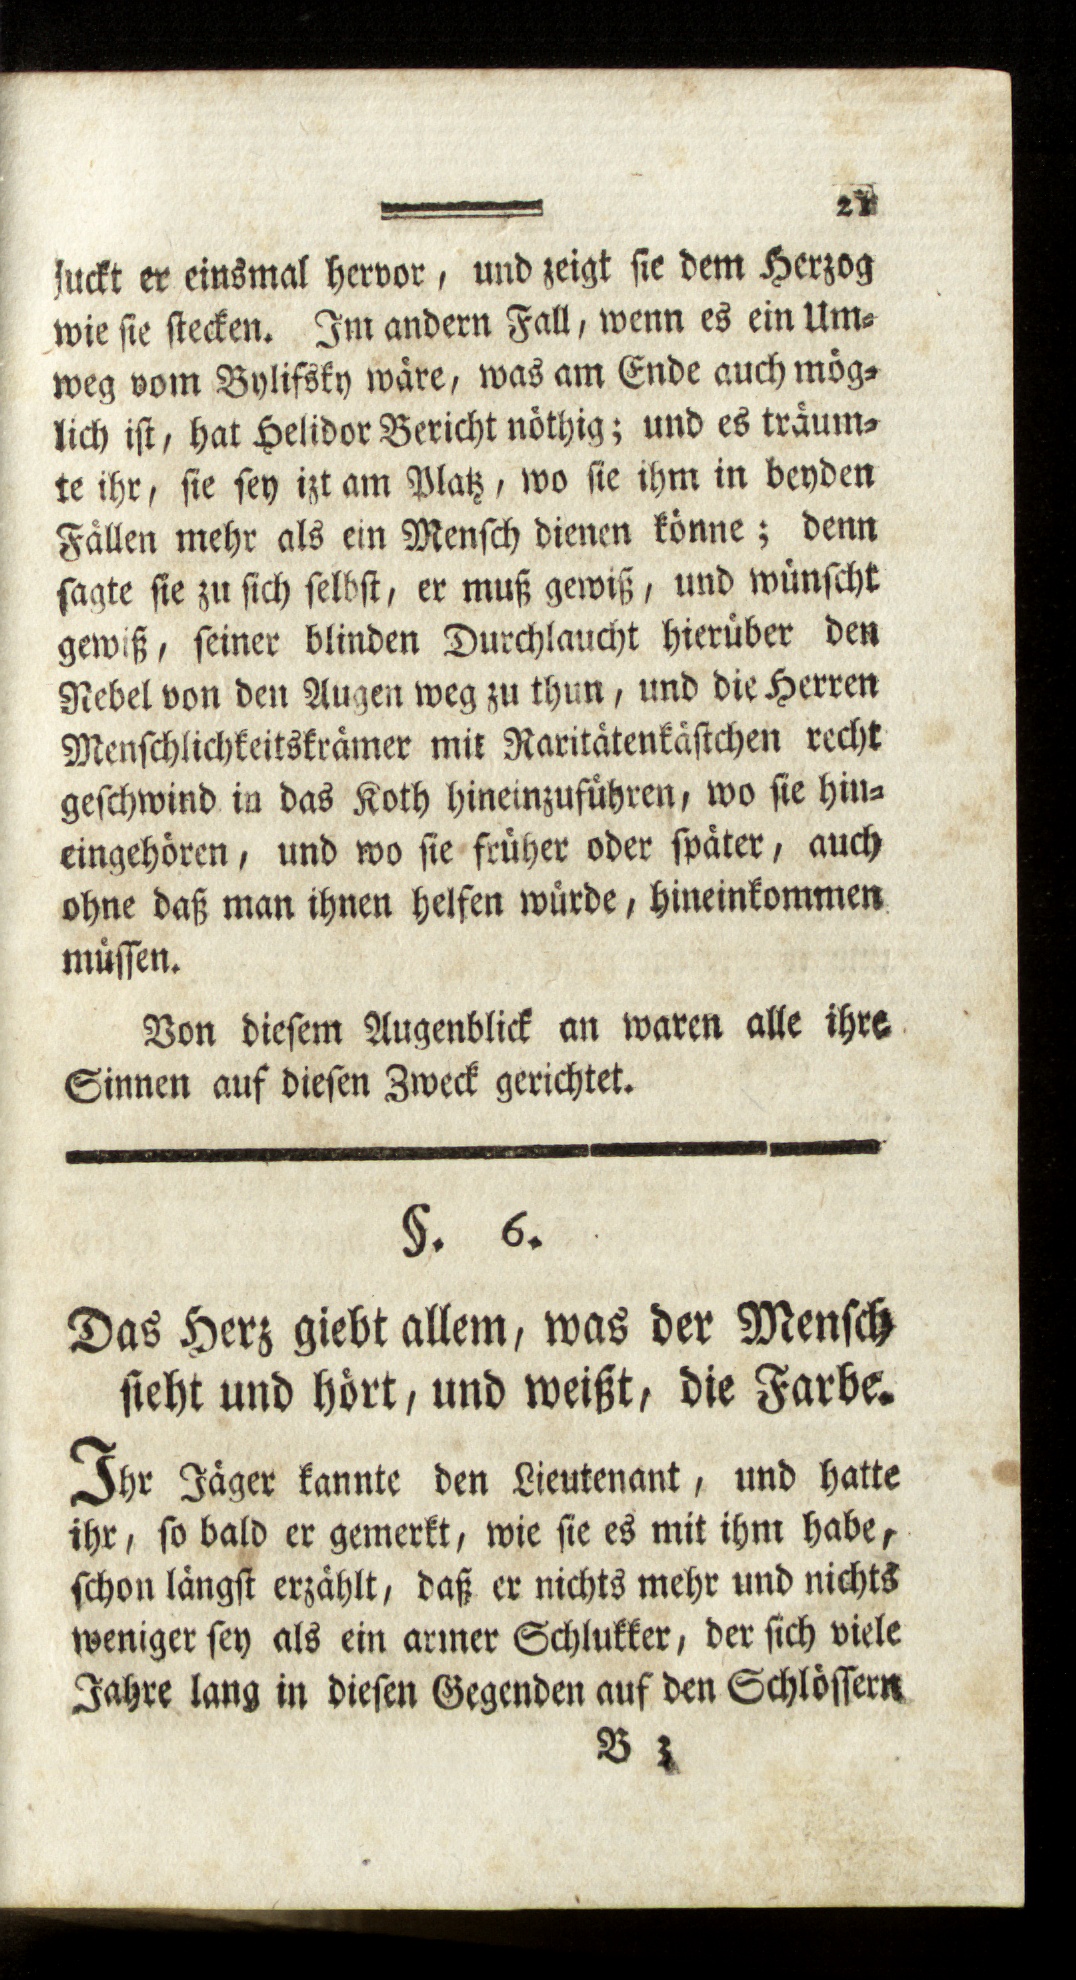 21
juckt er einsmal hervor, und zeigt sie dem Herzog
wie sie stecken. Im andern Fall, wenn es ein Um-
weg vom Bylifsky wäre, was am Ende auch mög-
lich ist, hat Helidor Bericht nöthig; und es träum-
te ihr, sie sey izt am Platz, wo sie ihm in beyden
Fällen mehr als ein Mensch dienen könne; denn
sagte sie zu sich selbst, er muß gewiß, und wünscht
gewiß, seiner blinden Durchlaucht hierüber den
Nebel von den Augen weg zu thun, und die Herren
Menschlichkeitskrämer mit Raritätenkästchen recht
geschwind in das Koth hineinzuführen, wo sie hin-
eingehören, und wo sie früher oder später, auch
ohne daß man ihnen helfen würde, hineinkommen
müssen.
Von diesem Augenblick an waren alle ihre
Sinnen auf diesen Zweck gerichtet.
§. 6.
Das Herz giebt allem, was der Mensch
sieht und hört, und weißt, die Farbe.
Ihr Jäger kannte den Lieutenant, und hatte
ihr, so bald er gemerkt, wie sie es mit ihm habe,
schon längst erzählt, daß er nichts mehr und nichts
weniger sey als ein armer Schlukker, der sich viele
Jahre lang in diesen Gegenden auf den Schlössern
B 3